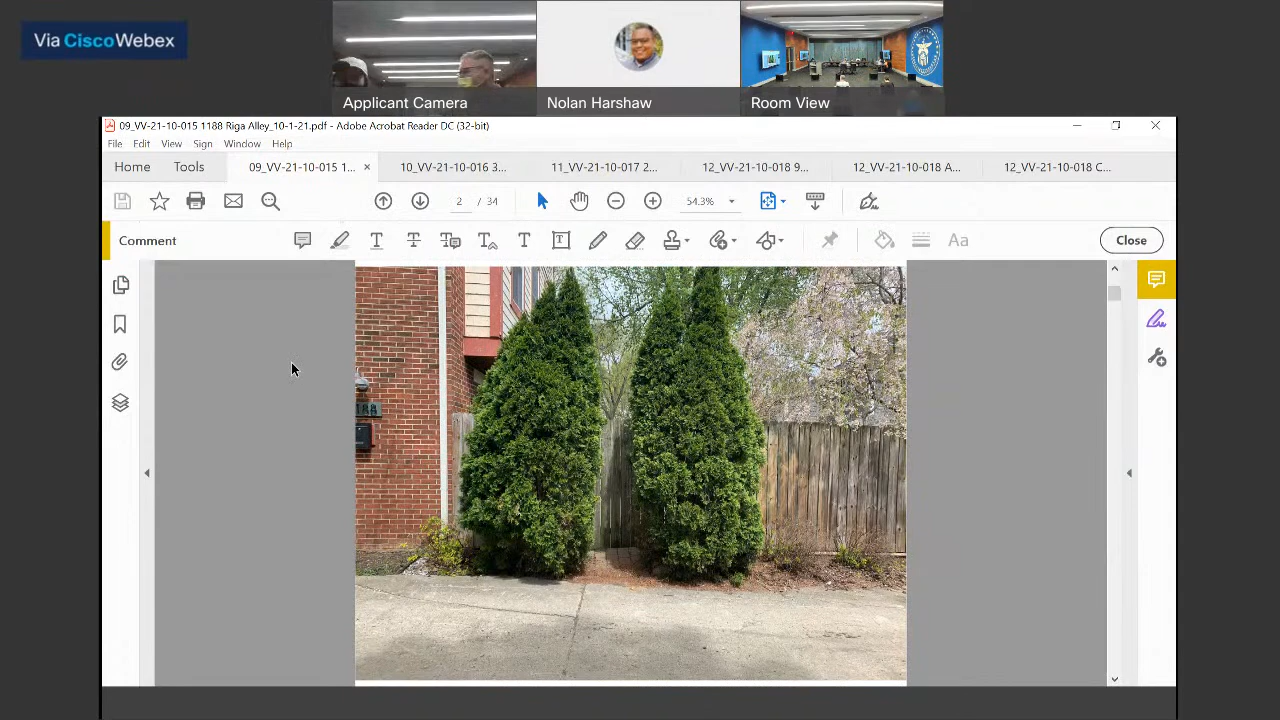 Via Cisco Webex
Applicant Camera
Nolan Harshaw
Room View
09_VV-21-10-015 1188 Riga Alley_10-1-21.pdf - Adobe Acrobat Reader DC (32-bit)
File Edit View Sign Window Help
Home Tools 09_VV-21-10-015 1... × 10_VV-21-10-016 3... 11_VV-21-10-017 2... 12_VV-21-10-018 9... 12_VV-21-10-018 A... 12_VV-21-10-018 C...
2 / 34 54.3%
Comment T T T T T Aa Close